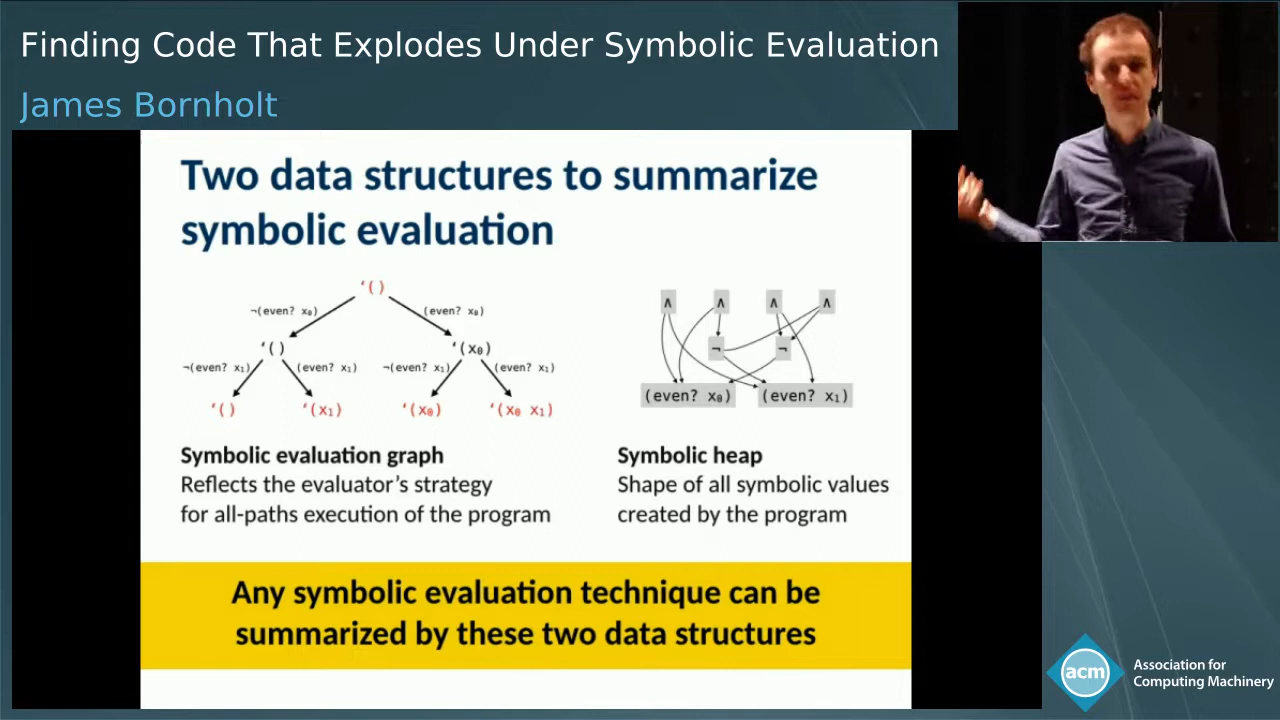 Finding Code That Explodes Under Symbolic Evaluation
James Bornholt
Two data structures to summarize
symbolic evaluation
‘()
¬(even? x₀) (even? x₀)
‘() ‘(x₀)
¬(even? x₁) (even? x₁) ¬(even? x₁) (even? x₁)
‘() ‘(x₁) ‘(x₀) ‘(x₀ x₁)
∧ ∧ ∧ ∧
¬ ¬
(even? x₀) (even? x₁)
Symbolic evaluation graph
Reflects the evaluator’s strategy
for all-paths execution of the program
Symbolic heap
Shape of all symbolic values
created by the program
Any symbolic evaluation technique can be
summarized by these two data structures
acm
Association for
Computing Machinery